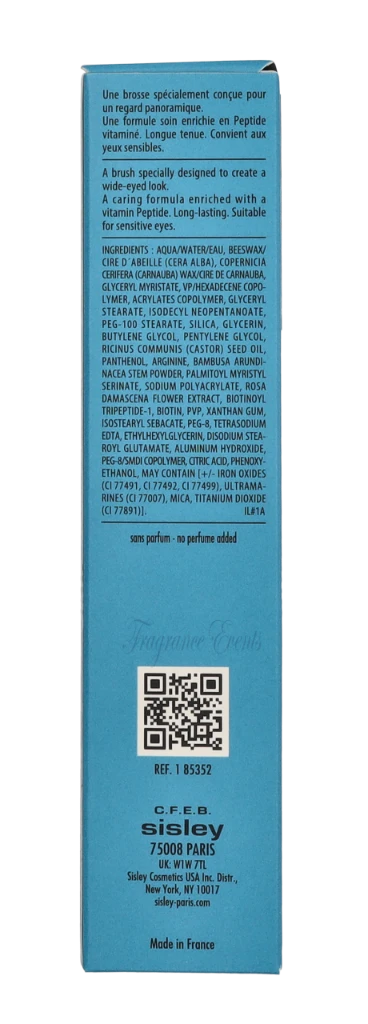 Une brosse spécialement conçue pour
un regard panoramique.
Une formule soin enrichie en Peptide
vitaminé. Longue tenue. Convient aux
yeux sensibles.
A brush specially designed to create a
wide-eyed look.
A caring formula enriched with a
vitamin Peptide. Long-lasting. Suitable
for sensitive eyes.
INGREDIENTS : AQUA/WATER/EAU, BEESWAX/
CIRE D´ABEILLE (CERA ALBA), COPERNICIA
CERIFERA (CARNAUBA) WAX/CIRE DE CARNAUBA,
GLYCERYL MYRISTATE, VP/HEXADECENE COPO-
LYMER, ACRYLATES COPOLYMER, GLYCERYL
STEARATE, ISODECYL NEOPENTANOATE,
PEG-100 STEARATE, SILICA, GLYCERIN,
BUTYLENE GLYCOL, PENTYLENE GLYCOL,
RICINUS COMMUNIS (CASTOR) SEED OIL,
PANTHENOL, ARGININE, BAMBUSA ARUNDI-
NACEA STEM POWDER, PALMITOYL MYRISTYL
SERINATE, SODIUM POLYACRYLATE, ROSA
DAMASCENA FLOWER EXTRACT, BIOTINOYL
TRIPEPTIDE-1, BIOTIN, PVP, XANTHAN GUM,
ISOSTEARYL SEBACATE, PEG-8, TETRASODIUM
EDTA, ETHYLHEXYLGLYCERIN, DISODIUM STEA-
ROYL GLUTAMATE, ALUMINUM HYDROXIDE,
PEG-8/SMDI COPOLYMER, CITRIC ACID, PHENOXY-
ETHANOL, MAY CONTAIN [+/- IRON OXIDES
(CI 77491, CI 77492, CI 77499), ULTRAMA-
RINES (CI 77007), MICA, TITANIUM DIOXIDE
(CI 77891)]. IL#1A
sans parfum - no perfume added
Fragrance Events
REF. 1 85352
C.F.E.B.
sisley
75008 PARIS
UK: W1W 7TL
Sisley Cosmetics USA Inc. Distr.,
New York, NY 10017
sisley-paris.com
Made in France